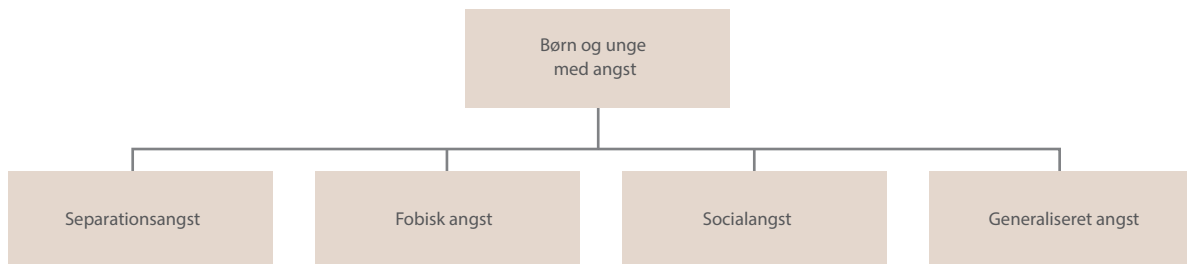 Børn og unge
med angst
Separationsangst
Fobisk angst
Socialangst
Generaliseret angst